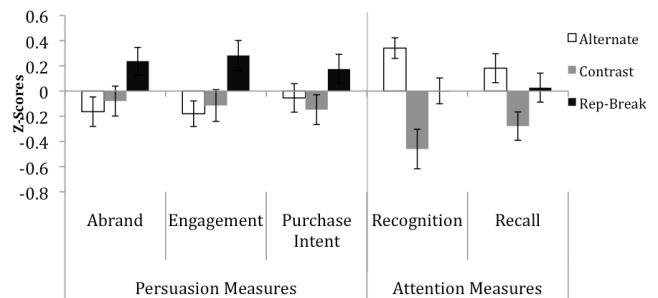 0.6
0.4
0.2
0
-0.2
-0.4
-0.6
-0.8
Z-Scores
Alternate
Contrast
Rep-Break
Abrand
Engagement
Purchase
Intent
Recognition
Recall
Persuasion Measures
Attention Measures